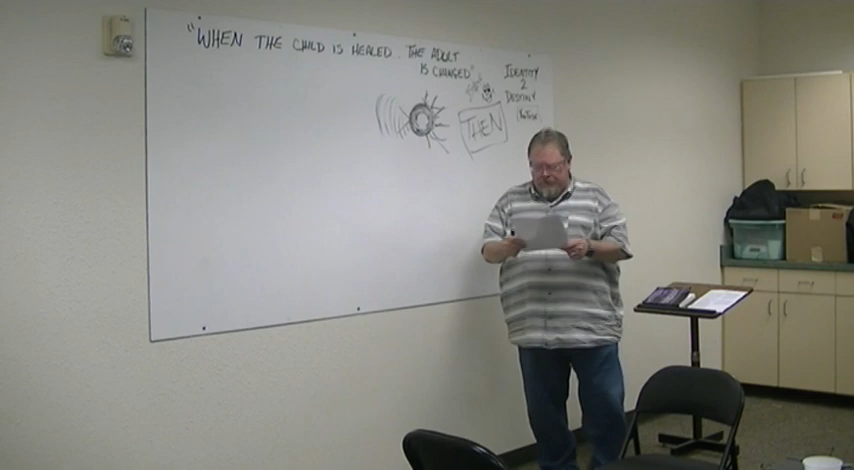 "WHEN THE CHILD IS HEALED THE ADULT
IS CHANGED"
IDENTITY
2
DESTINY
THEN